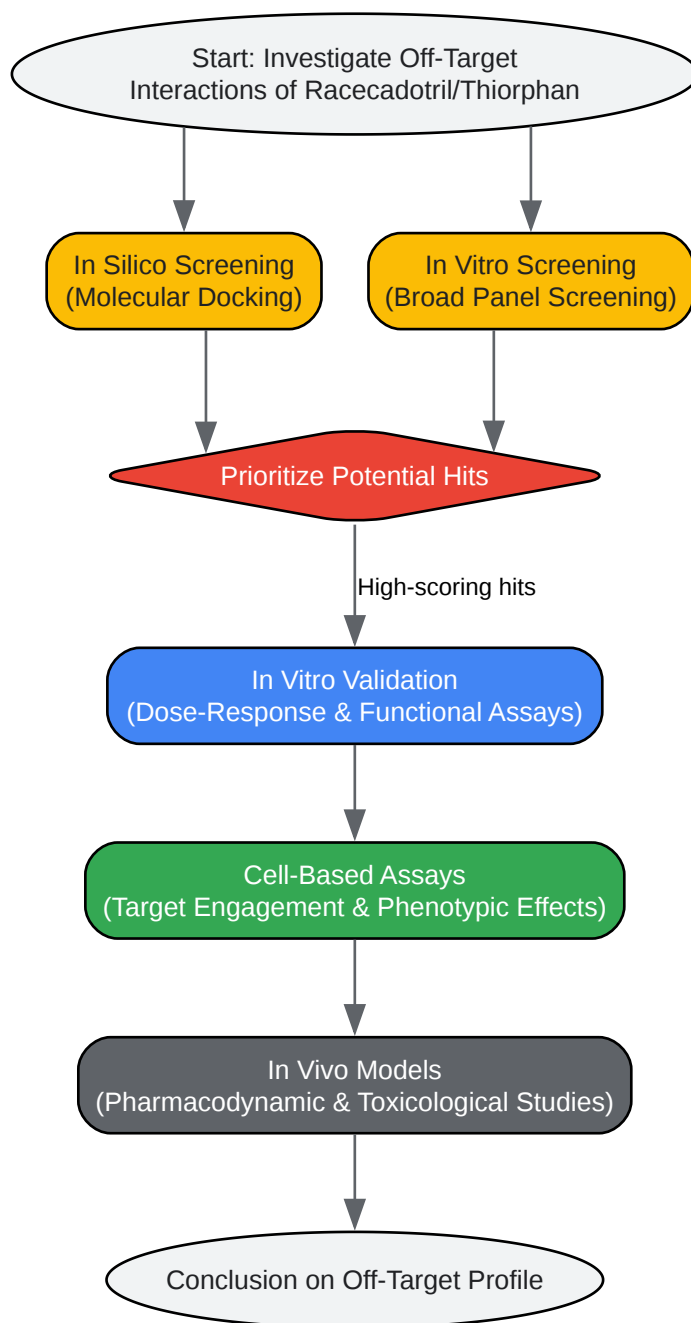 Start: Investigate Off-Target
Interactions of Racecadotril/Thiorphan
In Silico Screening
(Molecular Docking)
In Vitro Screening
(Broad Panel Screening)
Prioritize Potential Hits
High-scoring hits
In Vitro Validation
(Dose-Response & Functional Assays)
Cell-Based Assays
(Target Engagement & Phenotypic Effects)
In Vivo Models
(Pharmacodynamic & Toxicological Studies)
Conclusion on Off-Target Profile